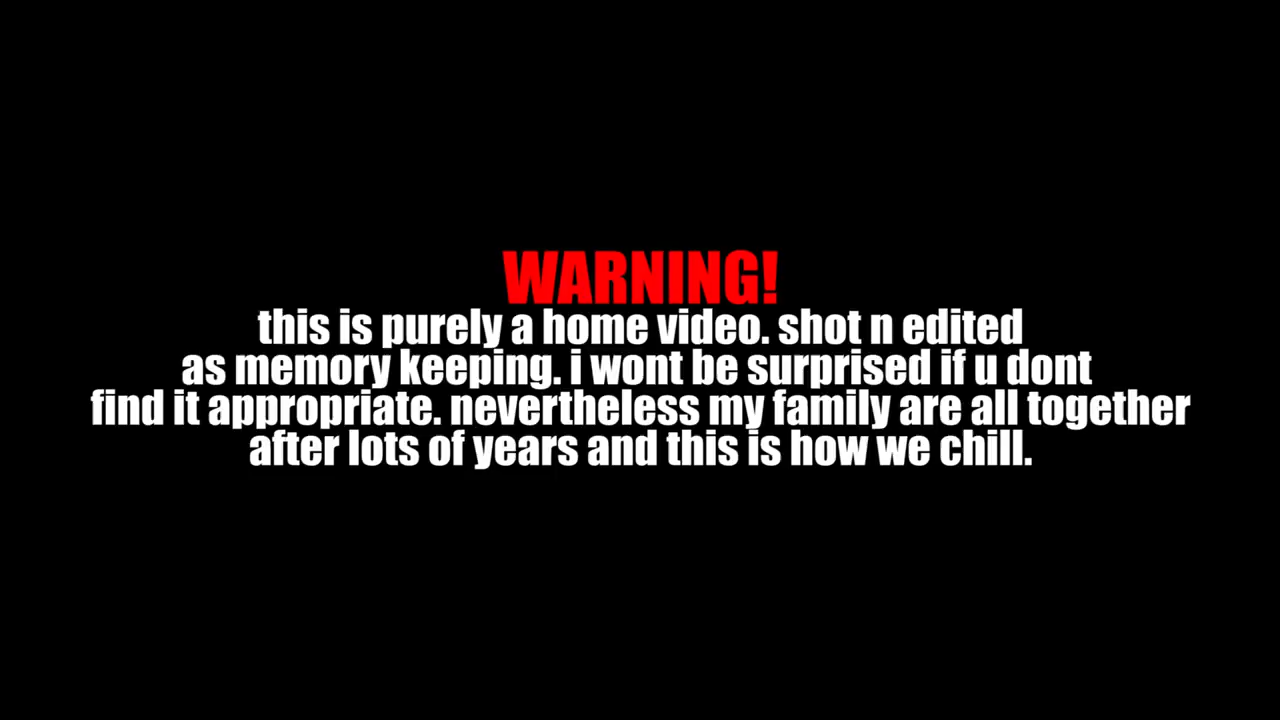 WARNING!
this is purely a home video. shot n edited
as memory keeping. i wont be surprised if u dont
find it appropriate. nevertheless my family are all together
after lots of years and this is how we chill.